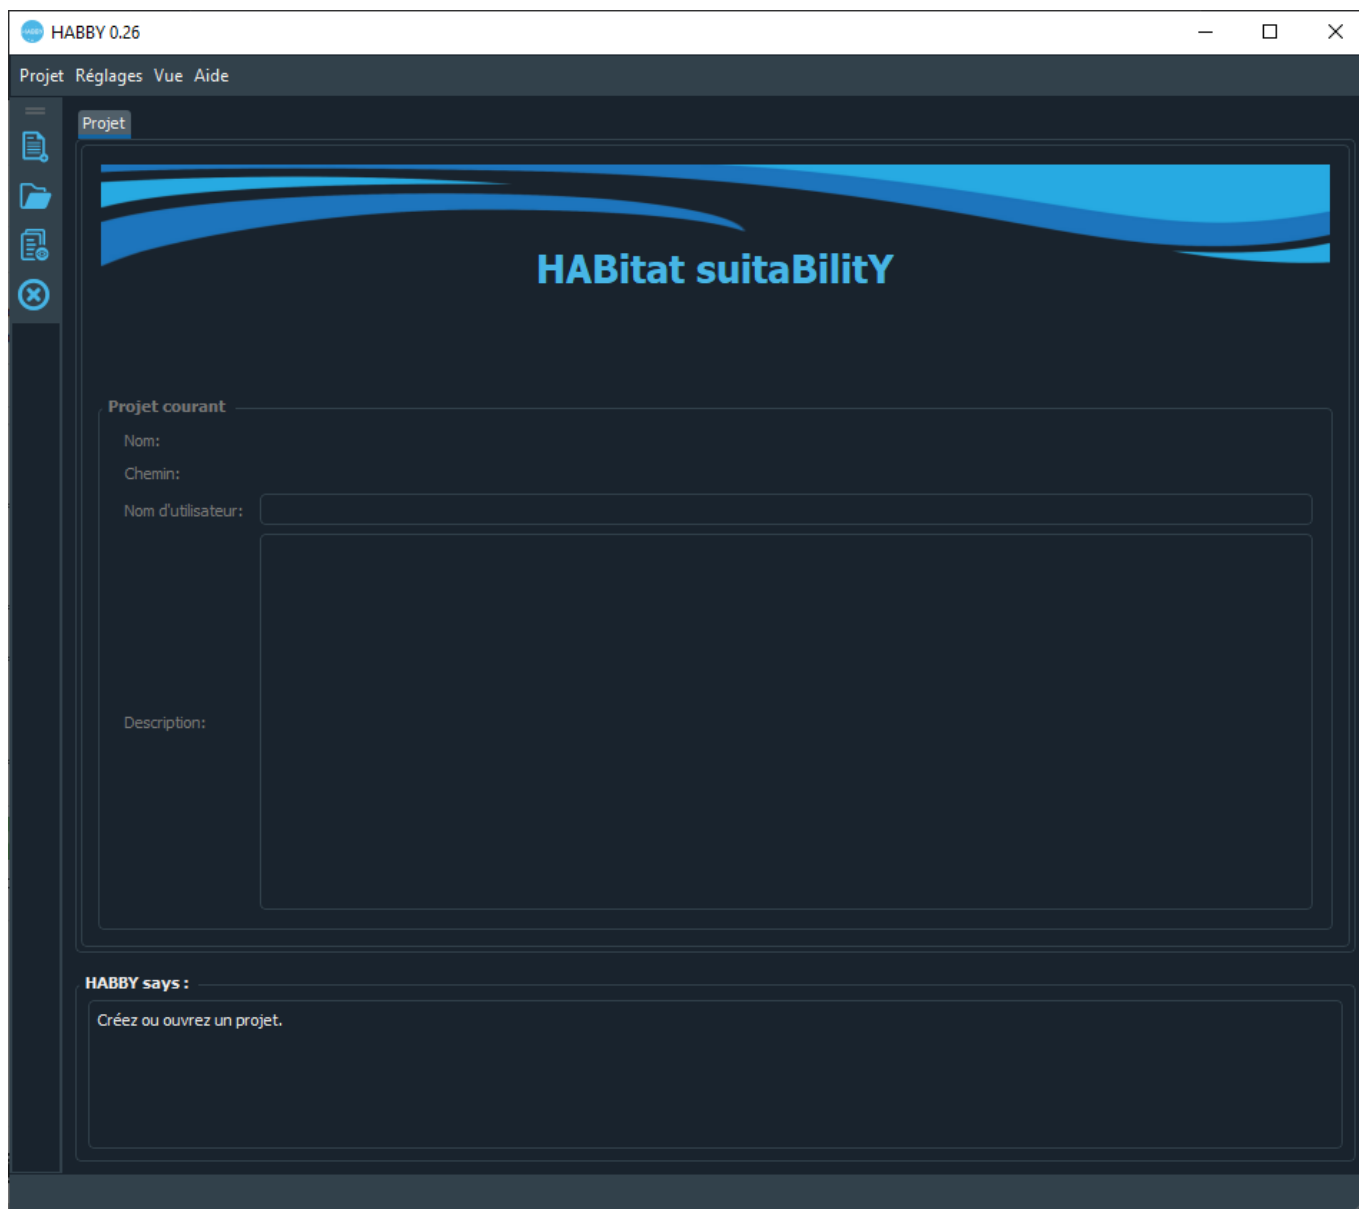 HABBY 0.26
Projet Réglages Vue Aide
Projet
HABitat suitaBilitY
Projet courant
Nom:
Chemin:
Nom d'utilisateur:
Description:
HABBY says :
Créez ou ouvrez un projet.